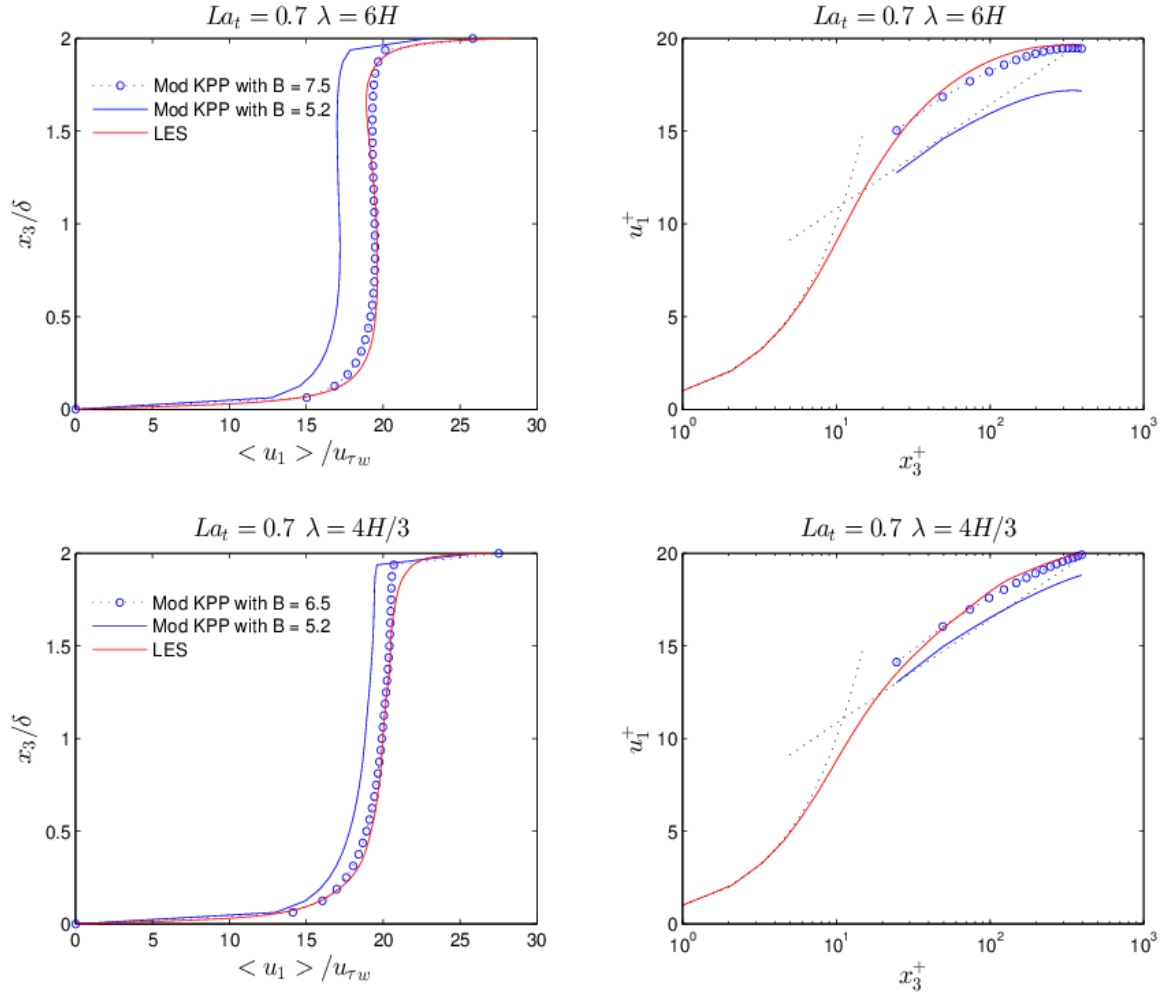 La_t = 0.7 λ = 6H
2
1.5
1
0.5
0
x_3/δ
Mod KPP with B = 7.5
Mod KPP with B = 5.2
LES
0 5 10 15 20 25 30
< u_1 > /u_{τw}
La_t = 0.7 λ = 6H
20
15
10
5
0
u_1^+
10^0 10^1 10^2 10^3
x_3^+
La_t = 0.7 λ = 4H/3
2
1.5
1
0.5
0
x_3/δ
Mod KPP with B = 6.5
Mod KPP with B = 5.2
LES
0 5 10 15 20 25 30
< u_1 > /u_{τw}
La_t = 0.7 λ = 4H/3
20
15
10
5
0
u_1^+
10^0 10^1 10^2 10^3
x_3^+